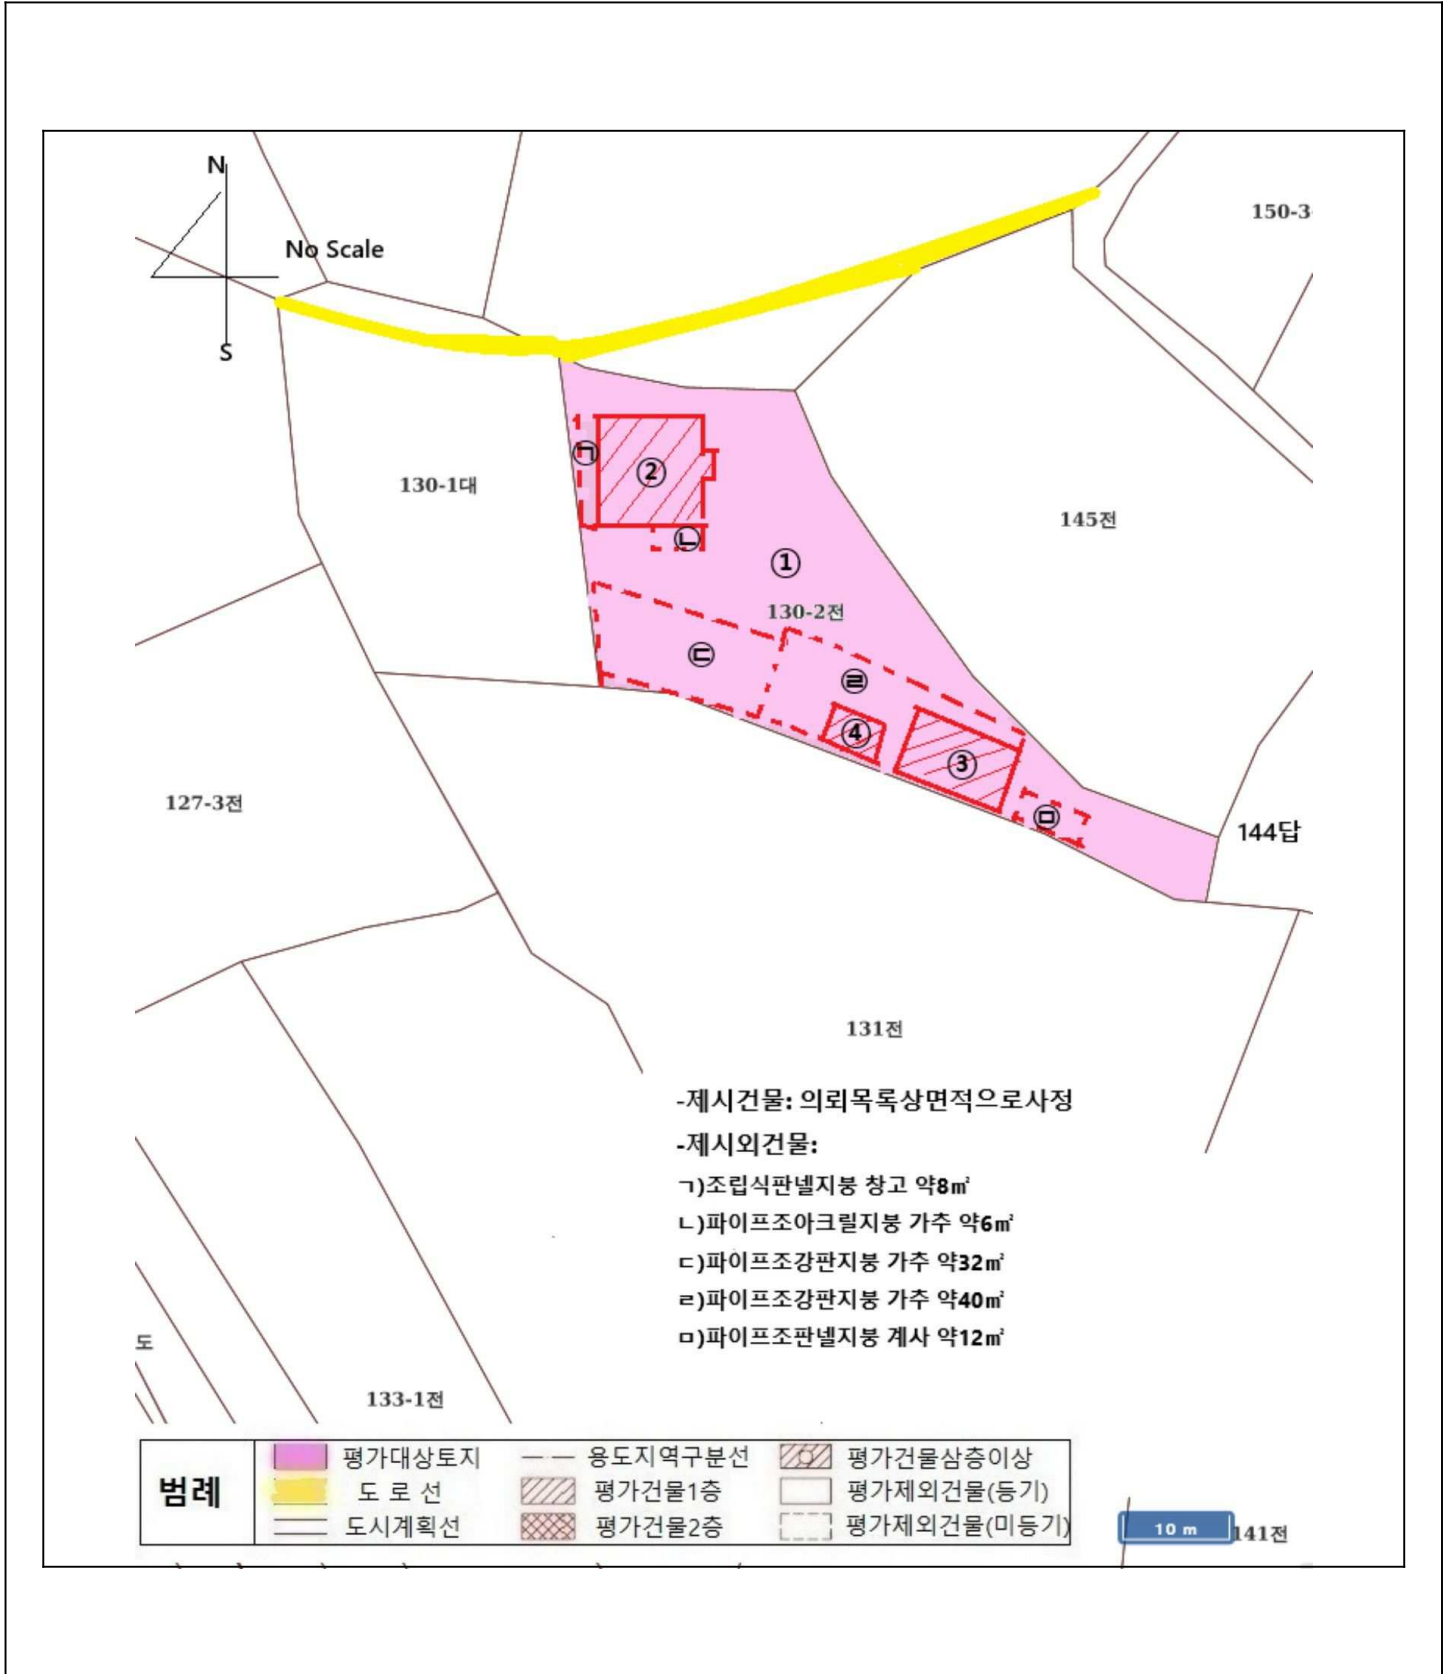 N
150-3
No Scale
S
㉠
②
130-1대
145전
㉡
①
130-2전
㉢
㉣
④
③
127-3전
㉤
144답
131전
-제시건물: 의뢰목록상면적으로사정
-제시외건물:
ㄱ)조립식판넬지붕 창고 약8㎡
ㄴ)파이프조아크릴지붕 가추 약6㎡
ㄷ)파이프조강판지붕 가추 약32㎡
ㄹ)파이프조강판지붕 가추 약40㎡
ㅁ)파이프조판넬지붕 계사 약12㎡
도
133-1전
범례
평가대상토지 용도지역구분선 평가건물삼층이상
도 로 선 평가건물1층 평가제외건물(등기)
도시계획선 평가건물2층 평가제외건물(미등기)
10 m
141전